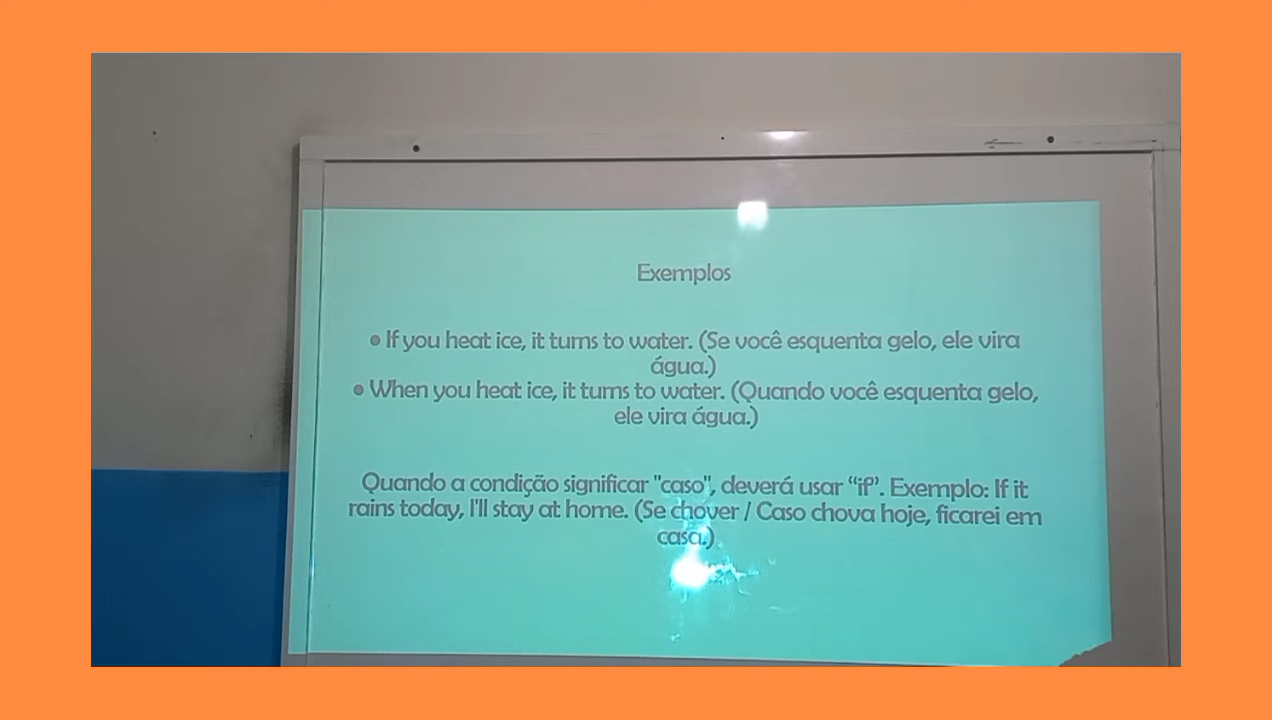 Exemplos
• If you heat ice, it turns to water. (Se você esquenta gelo, ele vira
água.)
• When you heat ice, it turns to water. (Quando você esquenta gelo,
ele vira água.)
Quando a condição significar "caso", deverá usar “if”. Exemplo: If it
rains today, I'll stay at home. (Se chover / Caso chova hoje, ficarei em
casa.)